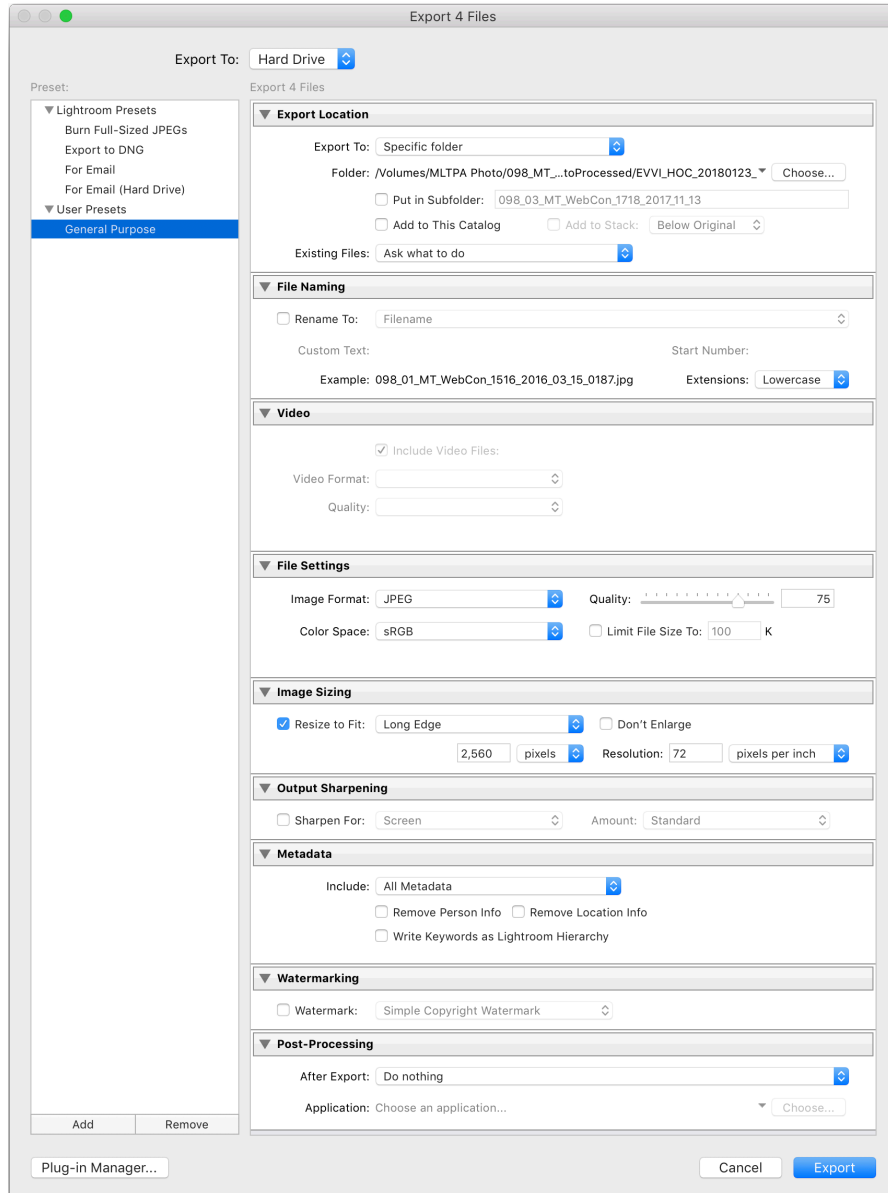 Export 4 Files
Export To: Hard Drive
Preset:
Lightroom Presets
Burn Full-Sized JPEGs
Export to DNG
For Email
For Email (Hard Drive)
User Presets
General Purpose
Add Remove
Export 4 Files
Export Location
Export To: Specific folder
Folder: /Volumes/MLTPA Photo/098_MT_...toProcessed/EVVI_HOC_20180123_ Choose...
Put in Subfolder: 098_03_MT_WebCon_1718_2017_11_13
Add to This Catalog Add to Stack: Below Original
Existing Files: Ask what to do
File Naming
Rename To: Filename
Custom Text: Start Number:
Example: 098_01_MT_WebCon_1516_2016_03_15_0187.jpg Extensions: Lowercase
Video
Include Video Files:
Video Format:
Quality:
File Settings
Image Format: JPEG Quality: 75
Color Space: sRGB Limit File Size To: 100 K
Image Sizing
Resize to Fit: Long Edge Don't Enlarge
2,560 pixels Resolution: 72 pixels per inch
Output Sharpening
Sharpen For: Screen Amount: Standard
Metadata
Include: All Metadata
Remove Person Info Remove Location Info
Write Keywords as Lightroom Hierarchy
Watermarking
Watermark: Simple Copyright Watermark
Post-Processing
After Export: Do nothing
Application: Choose an application... Choose...
Plug-in Manager... Cancel Export